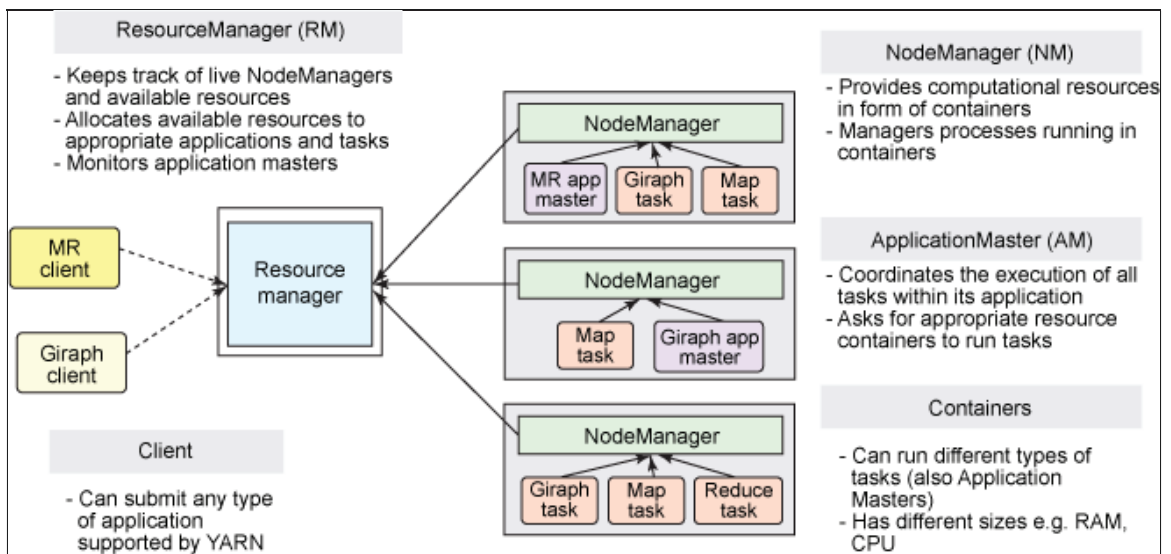 ResourceManager (RM)
- Keeps track of live NodeManagers
and available resources
- Allocates available resources to
appropriate applications and tasks
- Monitors application masters
MR
client
Giraph
client
Resource
manager
Client
- Can submit any type
of application
supported by YARN
NodeManager
MR app
master
Giraph
task
Map
task
NodeManager
Map
task
Giraph app
master
NodeManager
Giraph
task
Map
task
Reduce
task
NodeManager (NM)
- Provides computational resources
in form of containers
- Managers processes running in
containers
ApplicationMaster (AM)
- Coordinates the execution of all
tasks within its application
- Asks for appropriate resource
containers to run tasks
Containers
- Can run different types of
tasks (also Application
Masters)
- Has different sizes e.g. RAM,
CPU